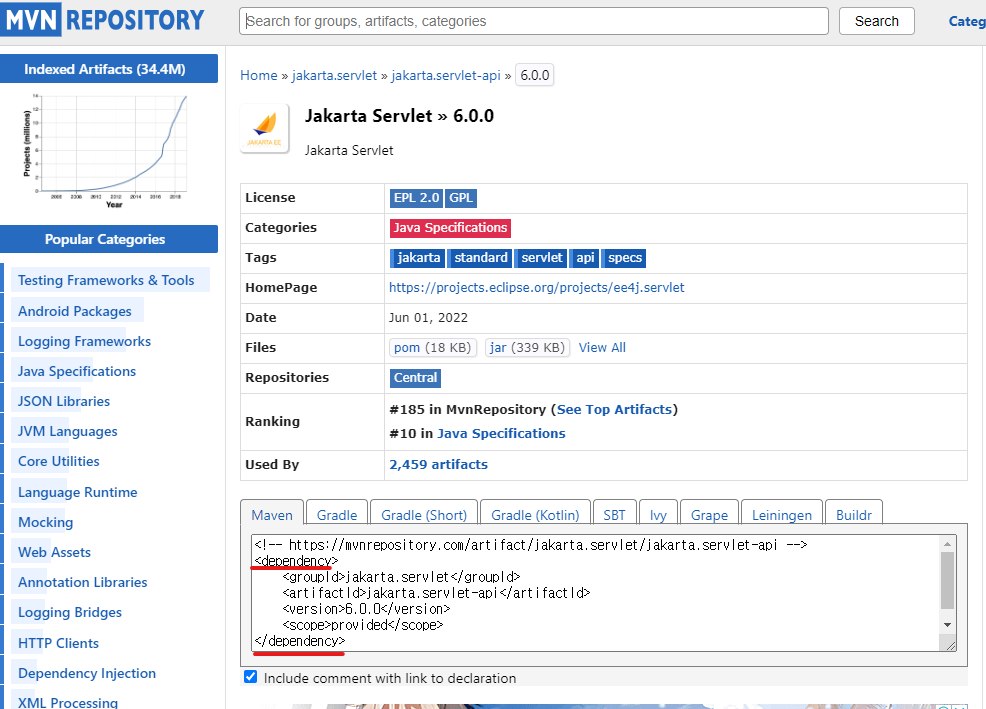 MVN REPOSITORY
Search for groups, artifacts, categories
Search
Categ
Indexed Artifacts (34.4M)
Projects (millions)
14
12
10
8
6
4
2
0
2006 2008 2010 2012 2014 2016 2018
Year
Popular Categories
Testing Frameworks & Tools
Android Packages
Logging Frameworks
Java Specifications
JSON Libraries
JVM Languages
Core Utilities
Language Runtime
Mocking
Web Assets
Annotation Libraries
Logging Bridges
HTTP Clients
Dependency Injection
XML Processing
Home » jakarta.servlet » jakarta.servlet-api » 6.0.0
JAKARTA EE
Jakarta Servlet » 6.0.0
Jakarta Servlet
License EPL 2.0 GPL
Categories Java Specifications
Tags jakarta standard servlet api specs
HomePage https://projects.eclipse.org/projects/ee4j.servlet
Date Jun 01, 2022
Files pom (18 KB) jar (339 KB) View All
Repositories Central
Ranking #185 in MvnRepository (See Top Artifacts)
#10 in Java Specifications
Used By 2,459 artifacts
Maven Gradle Gradle (Short) Gradle (Kotlin) SBT Ivy Grape Leiningen Buildr
<!-- https://mvnrepository.com/artifact/jakarta.servlet/jakarta.servlet-api -->
<dependency>
<groupId>jakarta.servlet</groupId>
<artifactId>jakarta.servlet-api</artifactId>
<version>6.0.0</version>
<scope>provided</scope>
</dependency>
Include comment with link to declaration